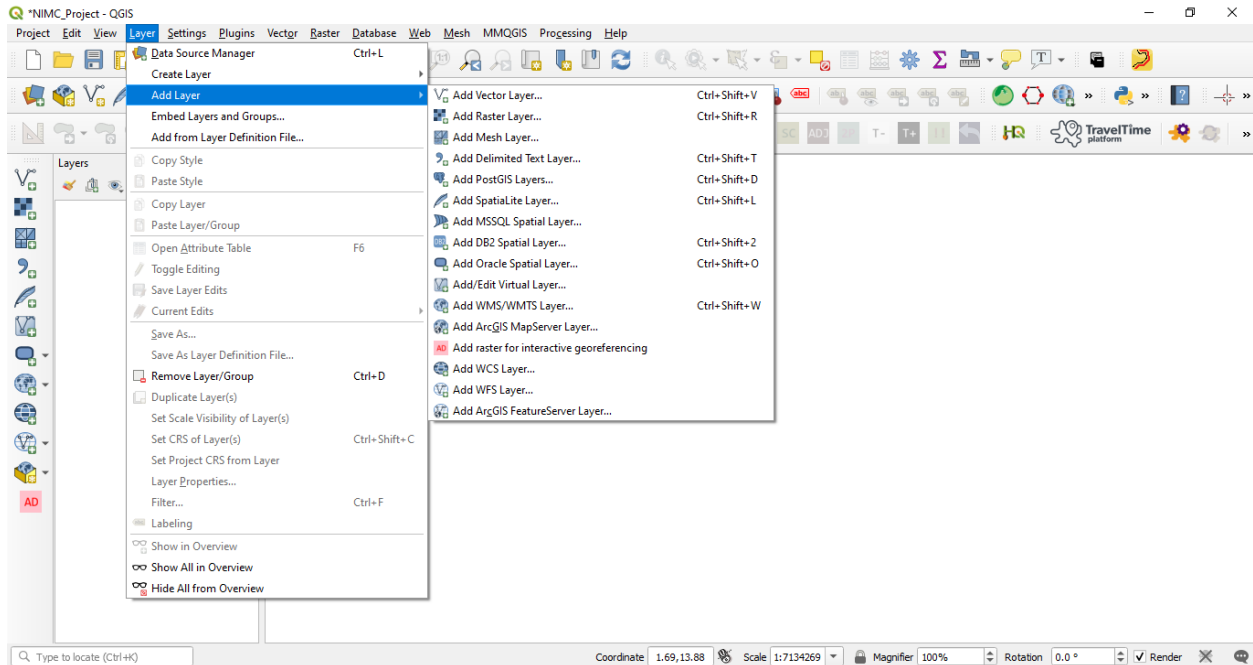 *NIMC_Project - QGIS
Project Edit View Layer Settings Plugins Vector Raster Database Web Mesh MMQGIS Processing Help
Data Source Manager Ctrl+L
Create Layer
Add Layer
Embed Layers and Groups...
Add from Layer Definition File...
Copy Style
Paste Style
Copy Layer
Paste Layer/Group
Open Attribute Table F6
Toggle Editing
Save Layer Edits
Current Edits
Save As...
Save As Layer Definition File...
Remove Layer/Group Ctrl+D
Duplicate Layer(s)
Set Scale Visibility of Layer(s)
Set CRS of Layer(s) Ctrl+Shift+C
Set Project CRS from Layer
Layer Properties...
Filter... Ctrl+F
Labeling
Show in Overview
Show All in Overview
Hide All from Overview
Add Vector Layer... Ctrl+Shift+V
Add Raster Layer... Ctrl+Shift+R
Add Mesh Layer...
Add Delimited Text Layer... Ctrl+Shift+T
Add PostGIS Layers... Ctrl+Shift+D
Add SpatiaLite Layer... Ctrl+Shift+L
Add MSSQL Spatial Layer...
Add DB2 Spatial Layer... Ctrl+Shift+2
Add Oracle Spatial Layer... Ctrl+Shift+O
Add/Edit Virtual Layer...
Add WMS/WMTS Layer... Ctrl+Shift+W
Add ArcGIS MapServer Layer...
AD Add raster for interactive georeferencing
Add WCS Layer...
Add WFS Layer...
Add ArcGIS FeatureServer Layer...
abc abc abc abc abc abc
SC ADJ T- T+ HQ TravelTime
platform
Layers
AD
Type to locate (Ctrl+K) Coordinate 1.69,13.88 Scale 1:7134269 Magnifier 100% Rotation 0.0 ° Render